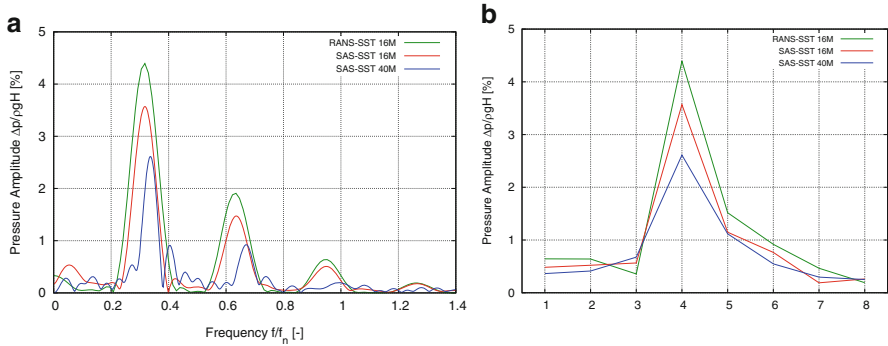 a
Pressure Amplitude Δp/ρgH [%]
5
4
3
2
1
0
0 0.2 0.4 0.6 0.8 1 1.2 1.4
Frequency f/fn [-]
RANS-SST 16M
SAS-SST 16M
SAS-SST 40M
b
Pressure Amplitude Δp/ρgH [%]
5
4
3
2
1
0
1 2 3 4 5 6 7 8
RANS-SST 16M
SAS-SST 16M
SAS-SST 40M